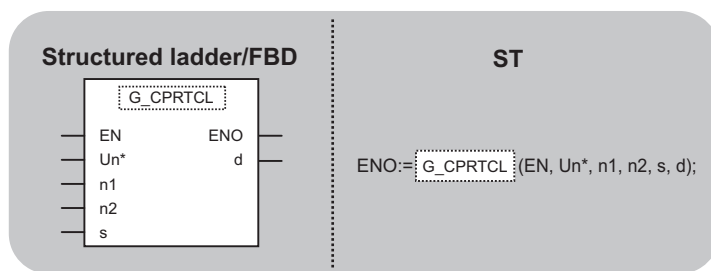 Structured ladder/FBD
G_CPRTCL
EN ENO
Un* d
n1
n2
s
ST
ENO:= G_CPRTCL (EN, Un*, n1, n2, s, d);